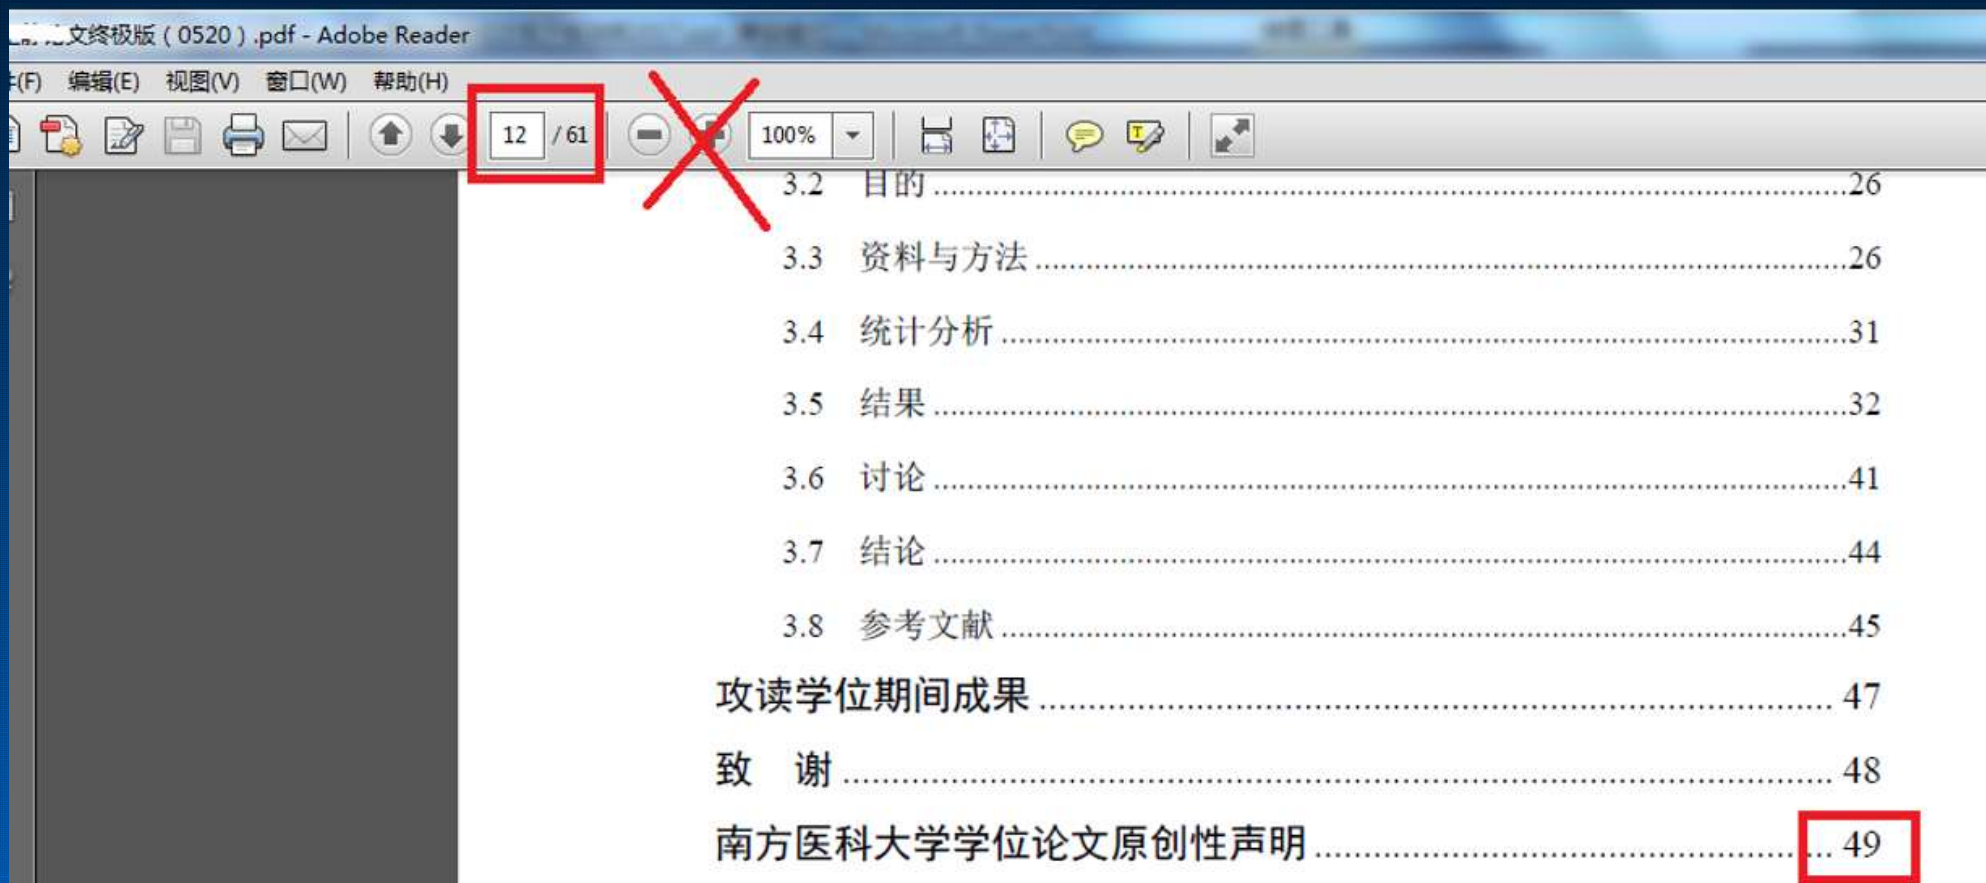 文终极版（0520）.pdf - Adobe Reader
(F) 编辑(E) 视图(V) 窗口(W) 帮助(H)
12 / 61 100%
3.2 目的 26
3.3 资料与方法 26
3.4 统计分析 31
3.5 结果 32
3.6 讨论 41
3.7 结论 44
3.8 参考文献 45
攻读学位期间成果 47
致 谢 48
南方医科大学学位论文原创性声明 49